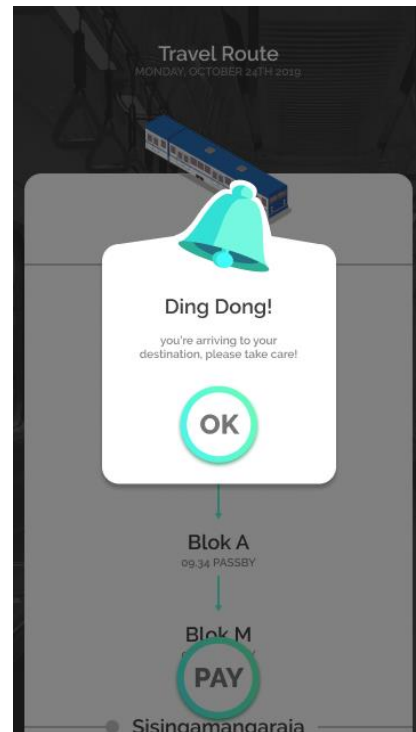 Travel Route
MONDAY, OCTOBER 24TH 2019
Ding Dong!
you're arriving to your
destination, please take care!
OK
Blok A
09.34 PASSBY
Blok M
PAY
Sisingamangaraja